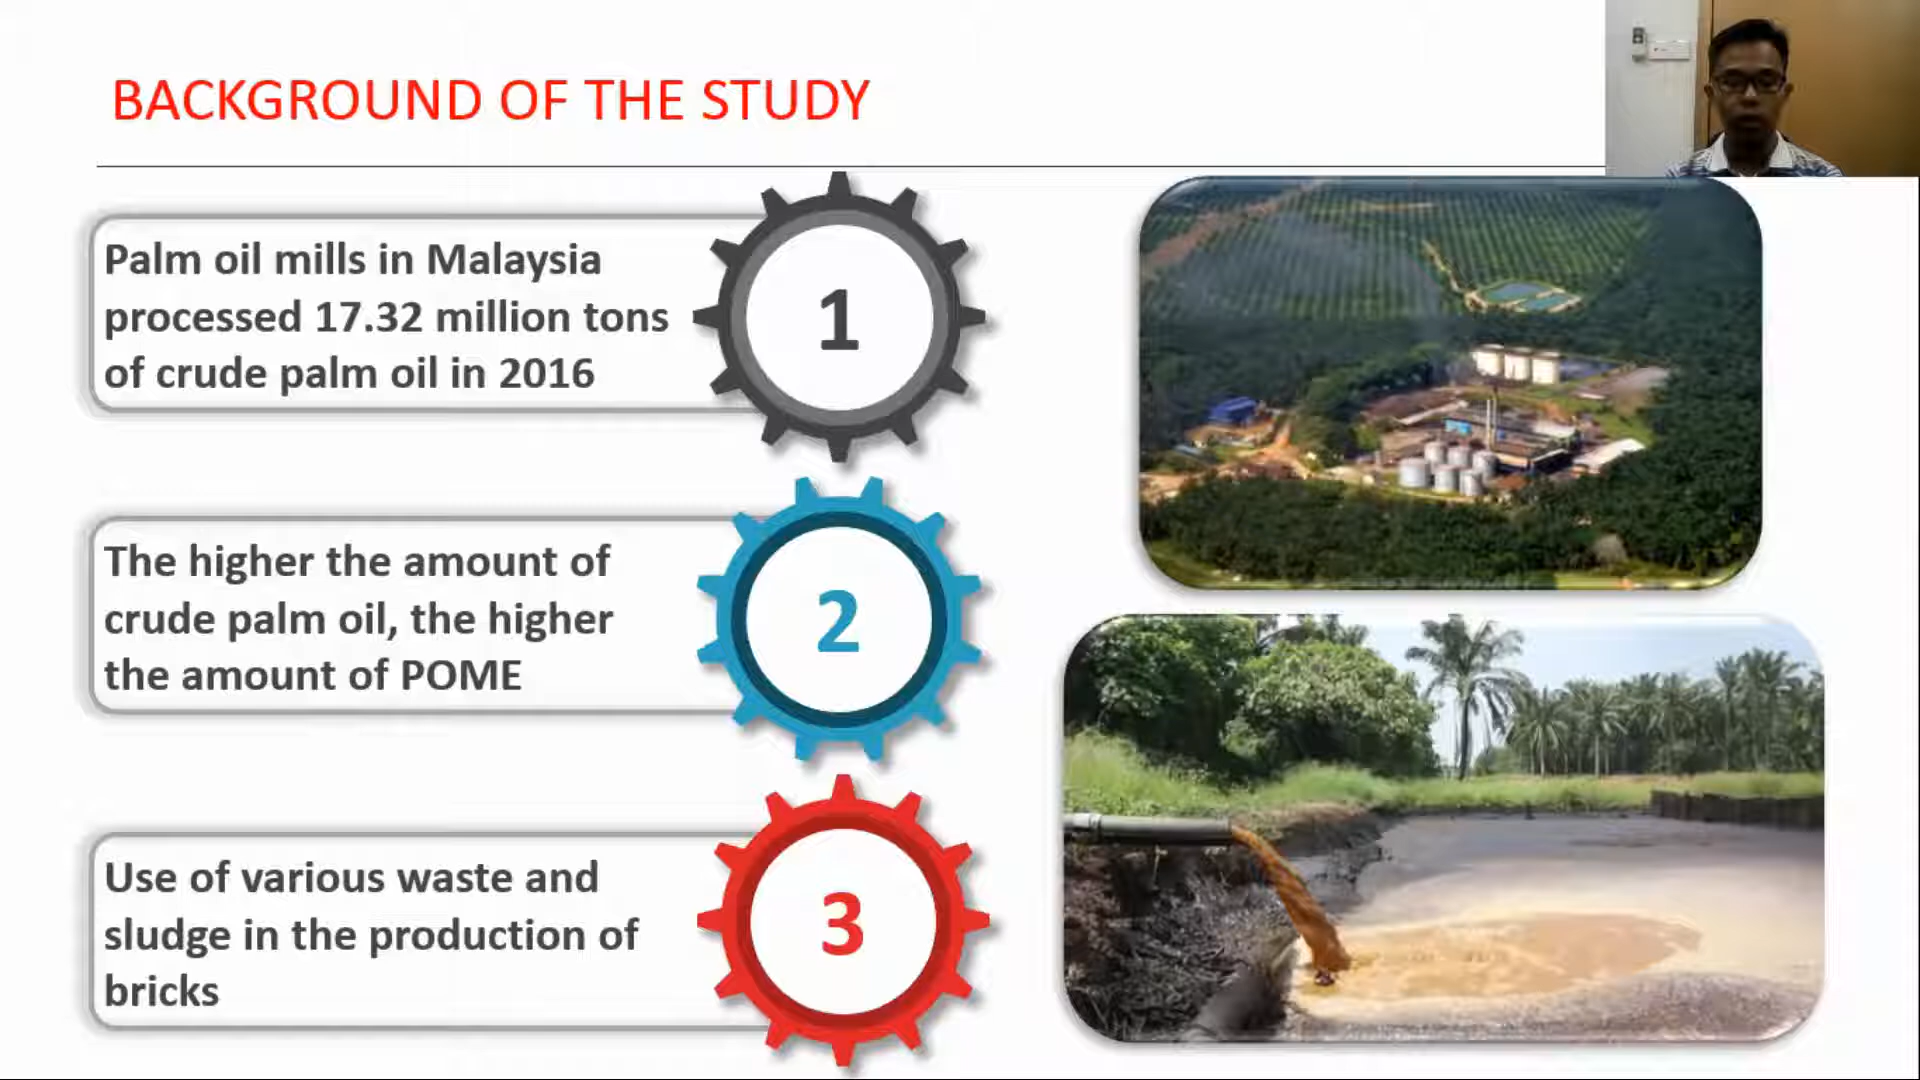 BACKGROUND OF THE STUDY
Palm oil mills in Malaysia
processed 17.32 million tons
of crude palm oil in 2016
1
The higher the amount of
crude palm oil, the higher
the amount of POME
2
Use of various waste and
sludge in the production of
bricks
3